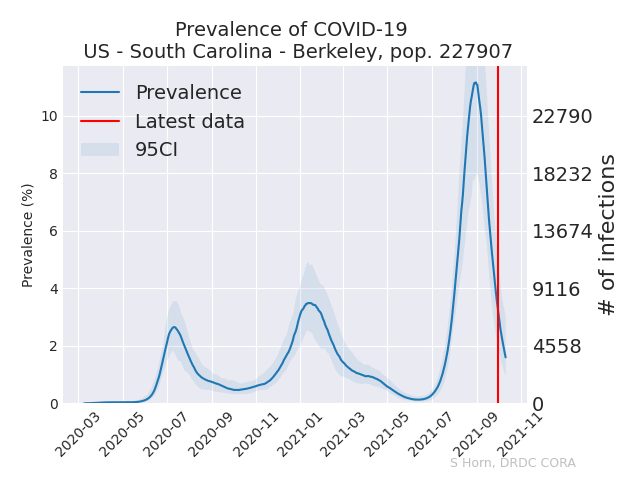 Prevalence of COVID-19
US - South Carolina - Berkeley, pop. 227907
Prevalence
Latest data
95CI
Prevalence (%)
10
8
6
4
2
0
22790
18232
13674
9116
4558
0
# of infections
2020-03
2020-05
2020-07
2020-09
2020-11
2021-01
2021-03
2021-05
2021-07
2021-09
2021-11
S Horn, DRDC CORA